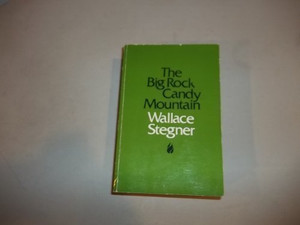 The
Big Rock
Candy
Mountain
Wallace
Stegner